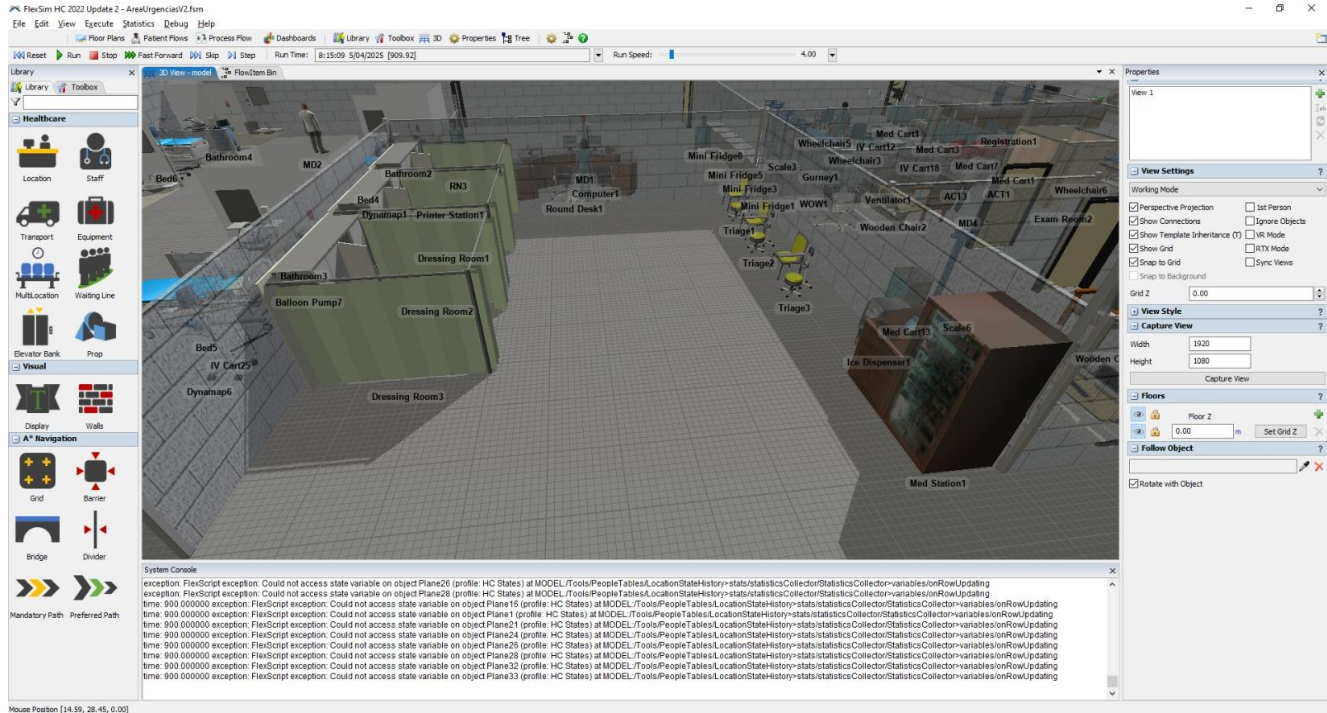 FlexSim HC 2022 Update 2 - AreaUrgenciasV2.fsm
File Edit View Execute Statistics Debug Help
Floor Plans Patient Flows Process Flow Dashboards Library Toolbox 3D Properties Tree
Reset Run Stop Fast Forward Skip Step Run Time: 8:15:09 5/04/2025 [909.92] Run Speed: 4.00
Library
Library Toolbox
Healthcare
Location Staff
Transport Equipment
MultiLocation Waiting Line
Elevator Bank Prop
Visual
Display Walls
A* Navigation
Grid Barrier
Bridge Divider
Mandatory Path Preferred Path
3D View - model FlowItem Bin
Bathroom4
MD2
Bed6
Bathroom2
RN3
Bed4
Dynamap1
Printer Station1
MD1
Computer1
Round Desk1
Dressing Room1
Bathroom3
Balloon Pump7
Dressing Room2
Bed5
IV Cart25
Dynamap6
Dressing Room3
Mini Fridge8
Mini Fridge5
Mini Fridge3
Mini Fridge1
WOW1
Scale3
Gurney1
Wheelchair5
IV Cart12
Med Cart1
Med Cart3
Registration1
Wheelchair3
IV Cart18
Med Cart7
Med Cart1
Wheelchair6
Ventilator1
ACT3
ACT1
Wooden Chair2
MD4
Exam Room2
Triage1
Triage2
Triage3
Med Cart13
Scale6
Ice Dispenser1
Wooden C
Med Station1
System Console
exception: FlexScript exception: Could not access state variable on object Plane26 (profile: HC States) at MODEL:/Tools/PeopleTables/LocationStateHistory>stats/statisticsCollector/StatisticsCollector>variables/onRowUpdating
exception: FlexScript exception: Could not access state variable on object Plane28 (profile: HC States) at MODEL:/Tools/PeopleTables/LocationStateHistory>stats/statisticsCollector/StatisticsCollector>variables/onRowUpdating
time: 900.000000 exception: FlexScript exception: Could not access state variable on object Plane16 (profile: HC States) at MODEL:/Tools/PeopleTables/LocationStateHistory>stats/statisticsCollector/StatisticsCollector>variables/onRowUpdating
time: 900.000000 exception: FlexScript exception: Could not access state variable on object Plane1 (profile: HC States) at MODEL:/Tools/PeopleTables/LocationStateHistory>stats/statisticsCollector/StatisticsCollector>variables/onRowUpdating
time: 900.000000 exception: FlexScript exception: Could not access state variable on object Plane21 (profile: HC States) at MODEL:/Tools/PeopleTables/LocationStateHistory>stats/statisticsCollector/StatisticsCollector>variables/onRowUpdating
time: 900.000000 exception: FlexScript exception: Could not access state variable on object Plane24 (profile: HC States) at MODEL:/Tools/PeopleTables/LocationStateHistory>stats/statisticsCollector/StatisticsCollector>variables/onRowUpdating
time: 900.000000 exception: FlexScript exception: Could not access state variable on object Plane26 (profile: HC States) at MODEL:/Tools/PeopleTables/LocationStateHistory>stats/statisticsCollector/StatisticsCollector>variables/onRowUpdating
time: 900.000000 exception: FlexScript exception: Could not access state variable on object Plane28 (profile: HC States) at MODEL:/Tools/PeopleTables/LocationStateHistory>stats/statisticsCollector/StatisticsCollector>variables/onRowUpdating
time: 900.000000 exception: FlexScript exception: Could not access state variable on object Plane32 (profile: HC States) at MODEL:/Tools/PeopleTables/LocationStateHistory>stats/statisticsCollector/StatisticsCollector>variables/onRowUpdating
time: 900.000000 exception: FlexScript exception: Could not access state variable on object Plane33 (profile: HC States) at MODEL:/Tools/PeopleTables/LocationStateHistory>stats/statisticsCollector/StatisticsCollector>variables/onRowUpdating
Properties
View 1
View Settings ?
Working Mode
Perspective Projection 1st Person
Show Connections Ignore Objects
Show Template Inheritance (T) VR Mode
Show Grid RTX Mode
Snap to Grid Sync Views
Snap to Background
Grid Z 0.00
View Style ?
Capture View ?
Width 1920
Height 1080
Capture View
Floors ?
Floor Z
0.00 m Set Grid Z
Follow Object ?
Rotate with Object
Mouse Position [14.59, 28.45, 0.00]